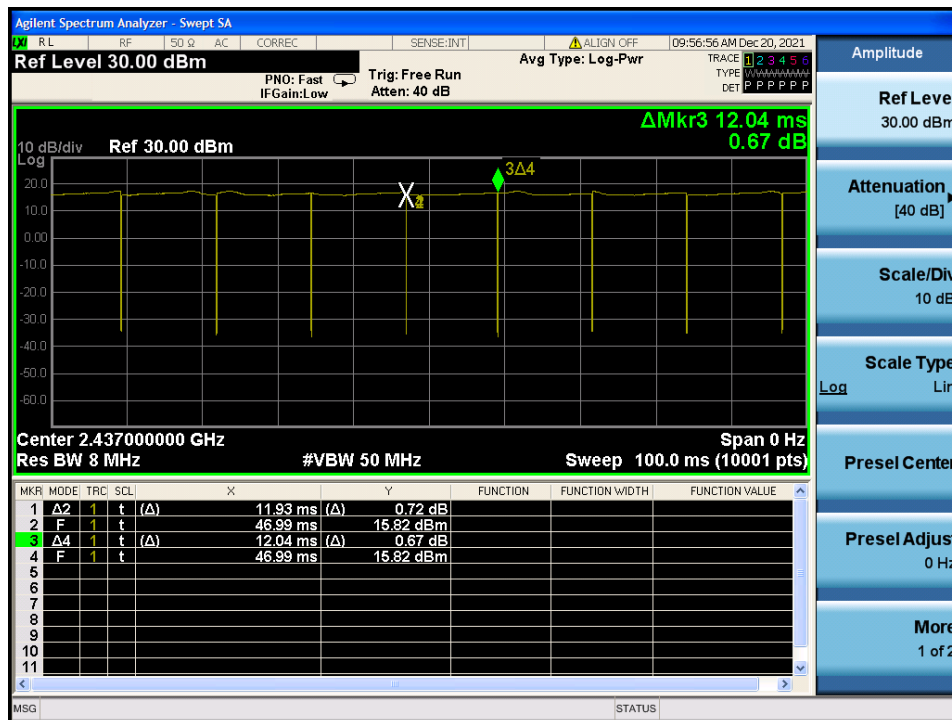 Agilent Spectrum Analyzer - Swept SA
LXI RL RF 50 Ω AC CORREC SENSE:INT ALIGN OFF 09:56:56 AM Dec 20, 2021
Ref Level 30.00 dBm
PNO: Fast
IFGain:Low
Trig: Free Run
Atten: 40 dB
Avg Type: Log-Pwr
TRACE 1 2 3 4 5 6
TYPE WWWWWW
DET P P P P P P
ΔMkr3 12.04 ms
0.67 dB
10 dB/div Ref 30.00 dBm
Log
3Δ4
20.0
10.0
0.00
-10.0
-20.0
-30.0
-40.0
-50.0
-60.0
Center 2.437000000 GHz Span 0 Hz
Res BW 8 MHz #VBW 50 MHz Sweep 100.0 ms (10001 pts)
MKR MODE TRC SCL X Y FUNCTION FUNCTION WIDTH FUNCTION VALUE
1 Δ2 1 t (Δ) 11.93 ms (Δ) 0.72 dB
2 F 1 t 46.99 ms 15.82 dBm
3 Δ4 1 t (Δ) 12.04 ms (Δ) 0.67 dB
4 F 1 t 46.99 ms 15.82 dBm
5
6
7
8
9
10
11
MSG STATUS
Amplitude
Ref Level
30.00 dBm
Attenuation
[40 dB]
Scale/Div
10 dB
Scale Type
Log Lin
Presel Center
Presel Adjust
0 Hz
More
1 of 2